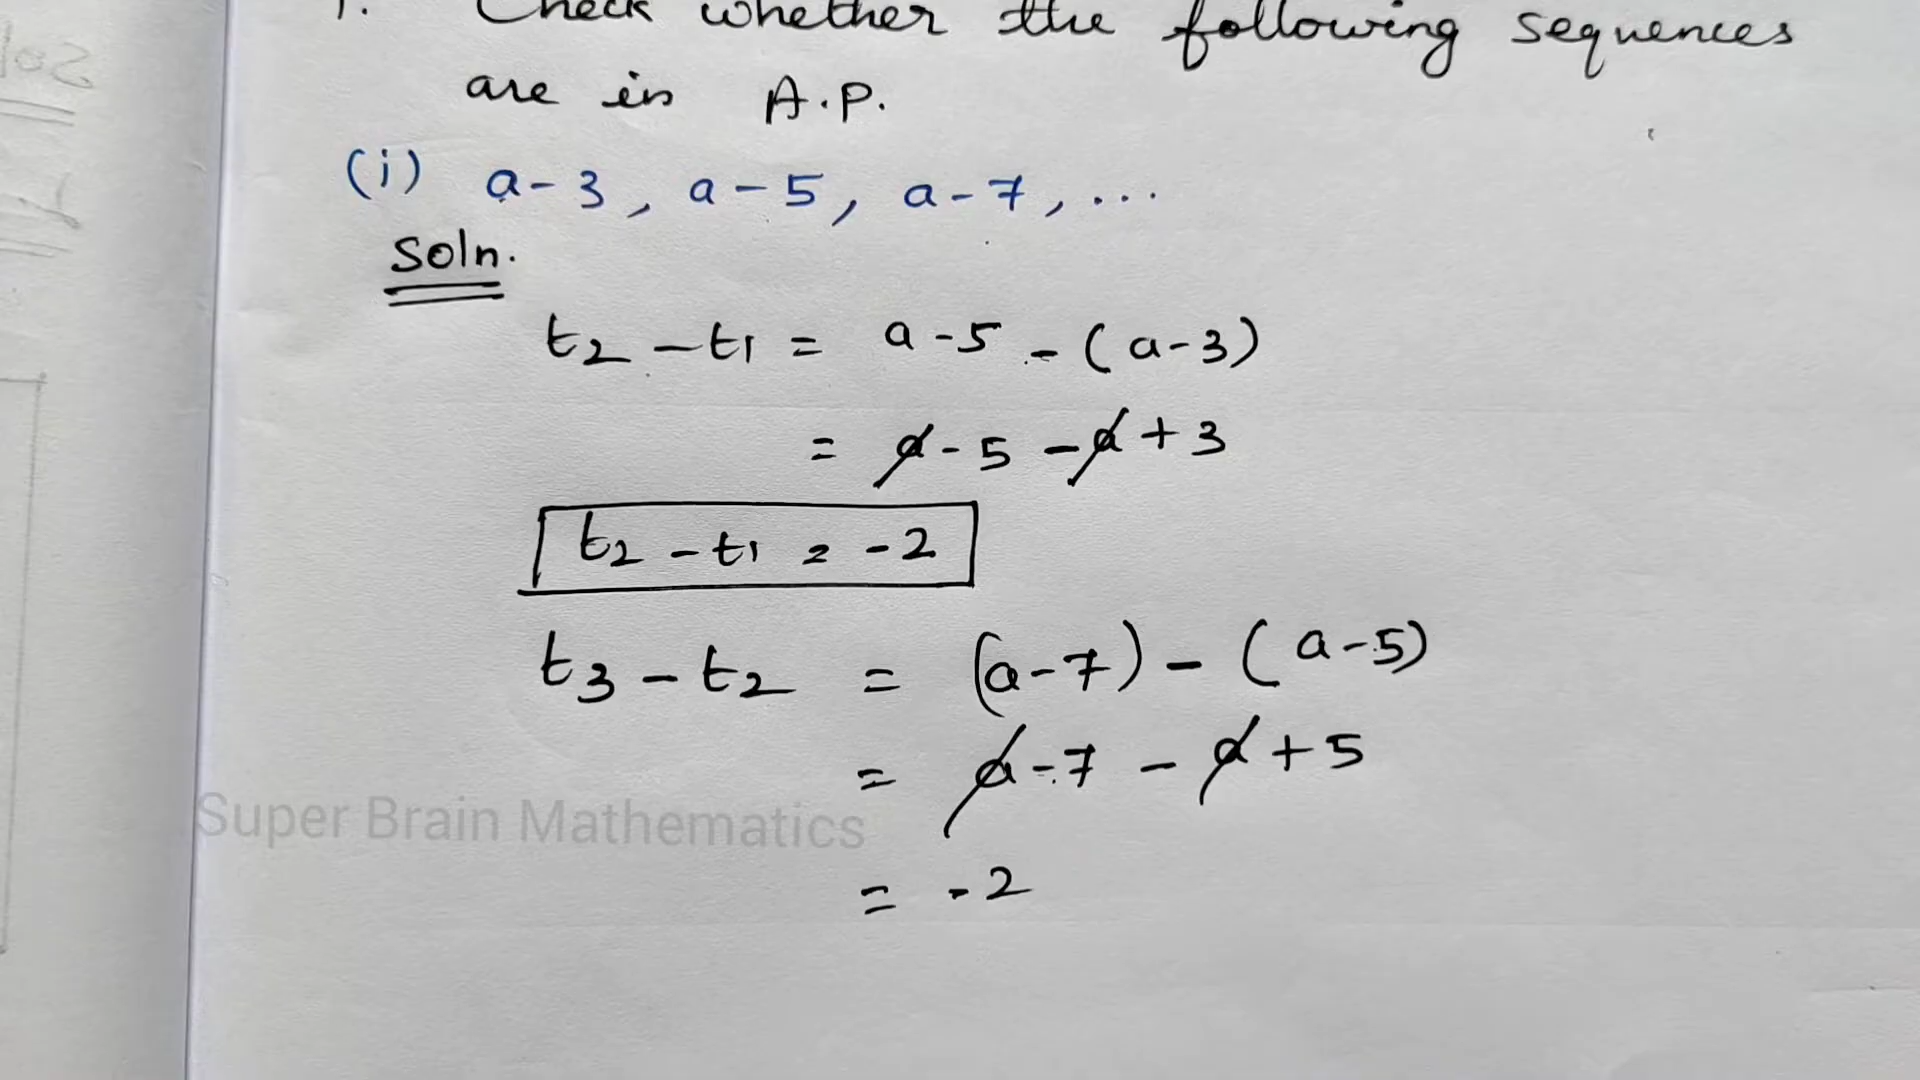 1. Check whether the following sequences
are in A.P.
(i) a-3, a-5, a-7, ...
Soln.
t2 - t1 = a-5 - (a-3)
= a-5 -a+3
t2 - t1 = -2
t3 - t2 = (a-7) - (a-5)
= a-7 - a+5
Super Brain Mathematics
= -2